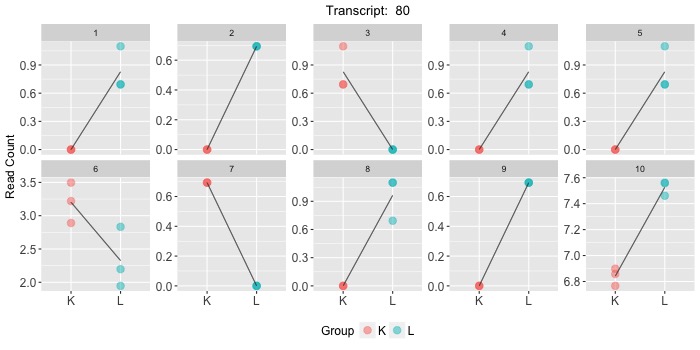 Transcript: 80
1 2 3 4 5
0.9 0.6 0.9 0.9 0.9
0.6 0.4 0.6 0.6 0.6
0.3 0.2 0.3 0.3 0.3
0.0 0.0 0.0 0.0 0.0
Read Count
6 7 8 9 10
3.5 0.6 0.9 0.6 7.6
3.0 0.4 0.6 0.4 7.2
2.5 0.2 0.3 0.2 6.8
2.0 0.0 0.0 0.0
K L K L K L K L K L
Group K L